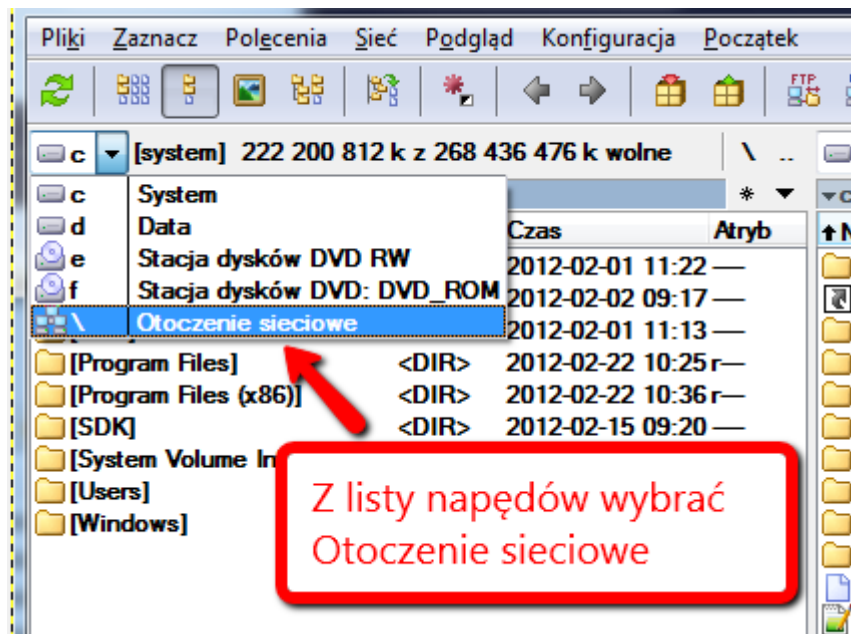 Pliki Zaznacz Polecenia Sieć Podgląd Konfiguracja Początek
FTP
c [system] 222 200 812 k z 268 436 476 k wolne \ ..
c System
d Data
e Stacja dysków DVD RW
f Stacja dysków DVD: DVD_ROM
\ Otoczenie sieciowe
* c
Czas Atryb N
2012-02-01 11:22 —
2012-02-02 09:17 —
2012-02-01 11:13 —
[Program Files] <DIR> 2012-02-22 10:25 r—
[Program Files (x86)] <DIR> 2012-02-22 10:36 r—
[SDK] <DIR> 2012-02-15 09:20 —
[System Volume In
[Users]
[Windows]
Z listy napędów wybrać
Otoczenie sieciowe